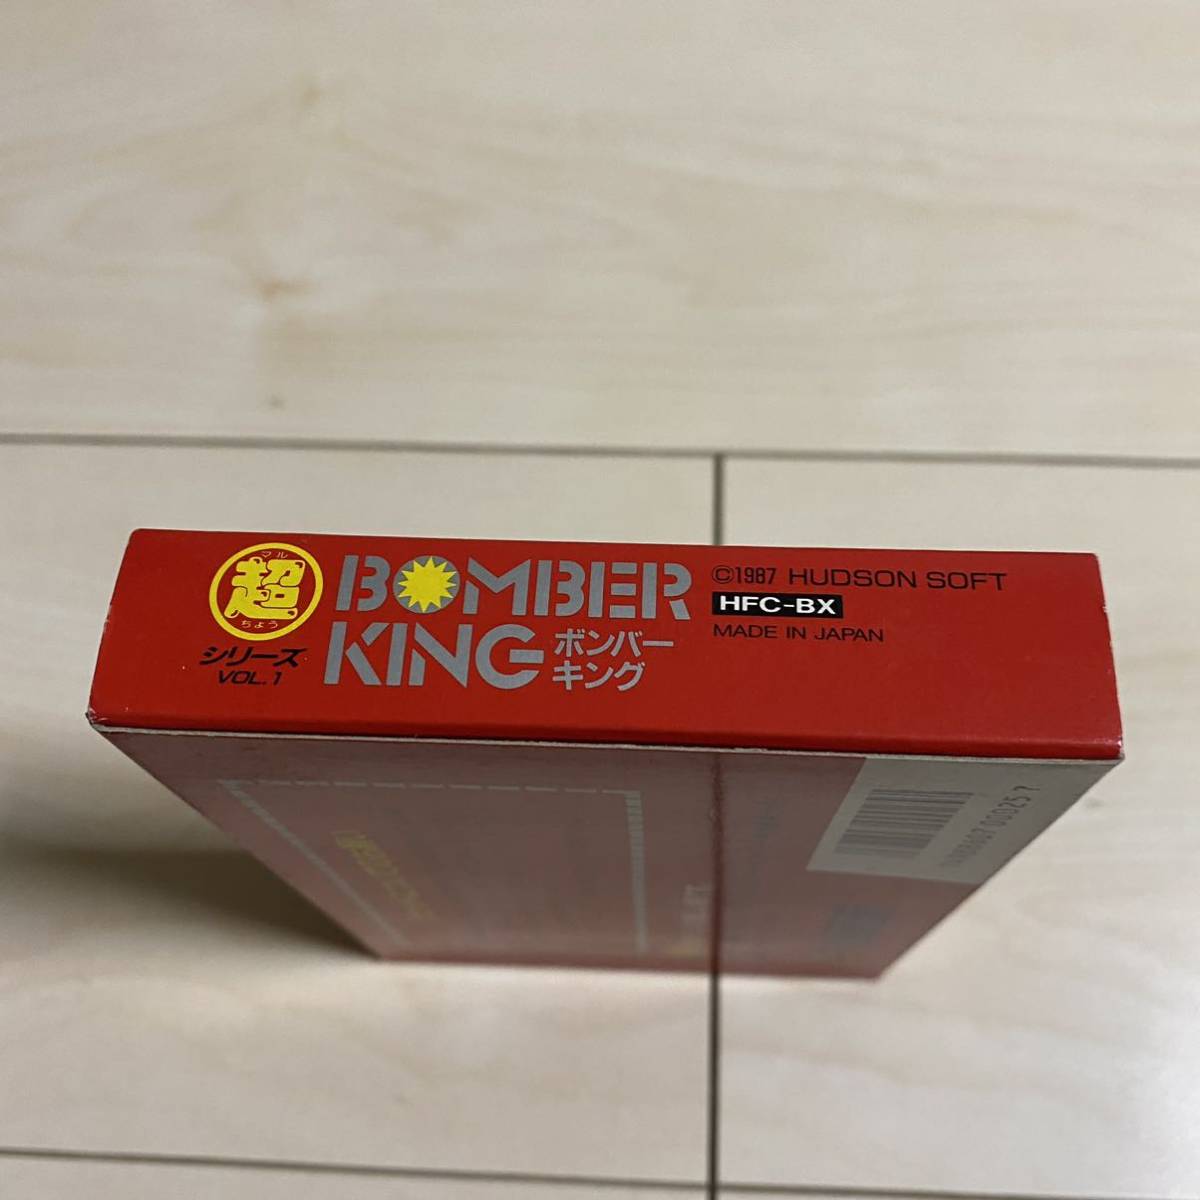 マル
超
ちょう
シリーズ
VOL.1
BOMBER
KING
ボンバー
キング
©1987 HUDSON SOFT
HFC-BX
MADE IN JAPAN